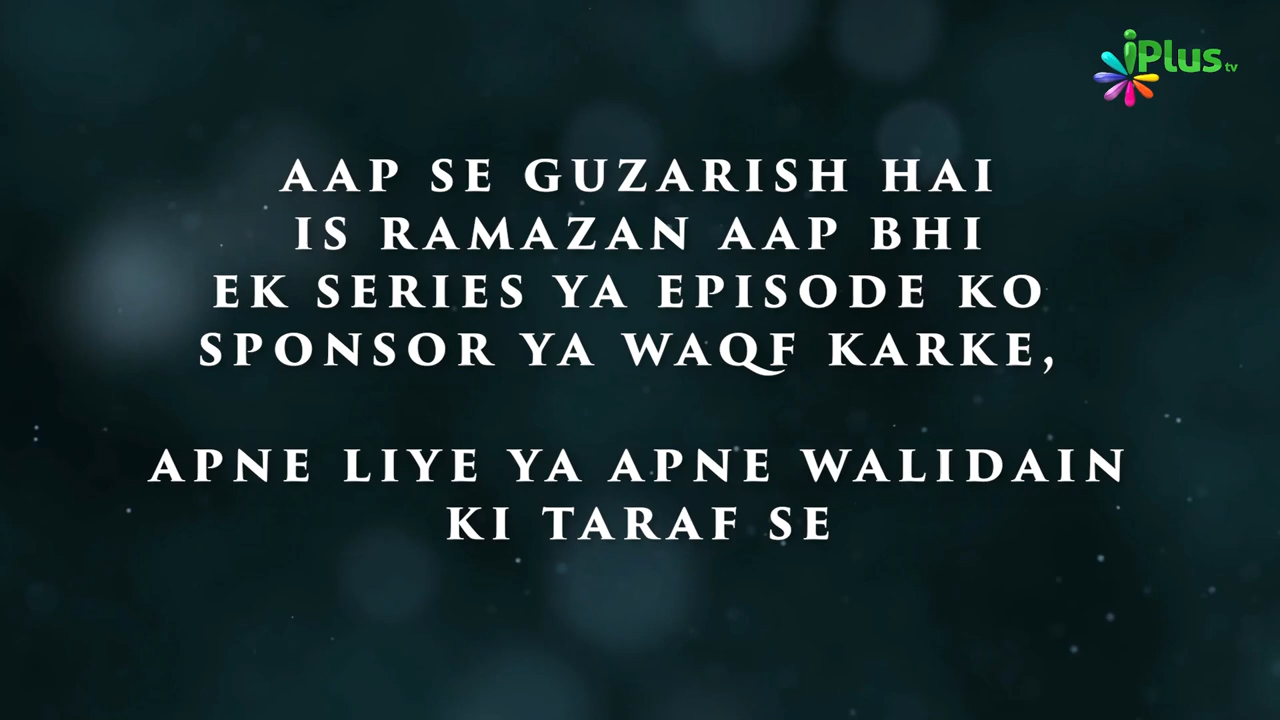 iPlus tv
AAP SE GUZARISH HAI
IS RAMAZAN AAP BHI
EK SERIES YA EPISODE KO
SPONSOR YA WAQF KARKE,
APNE LIYE YA APNE WALIDAIN
KI TARAF SE